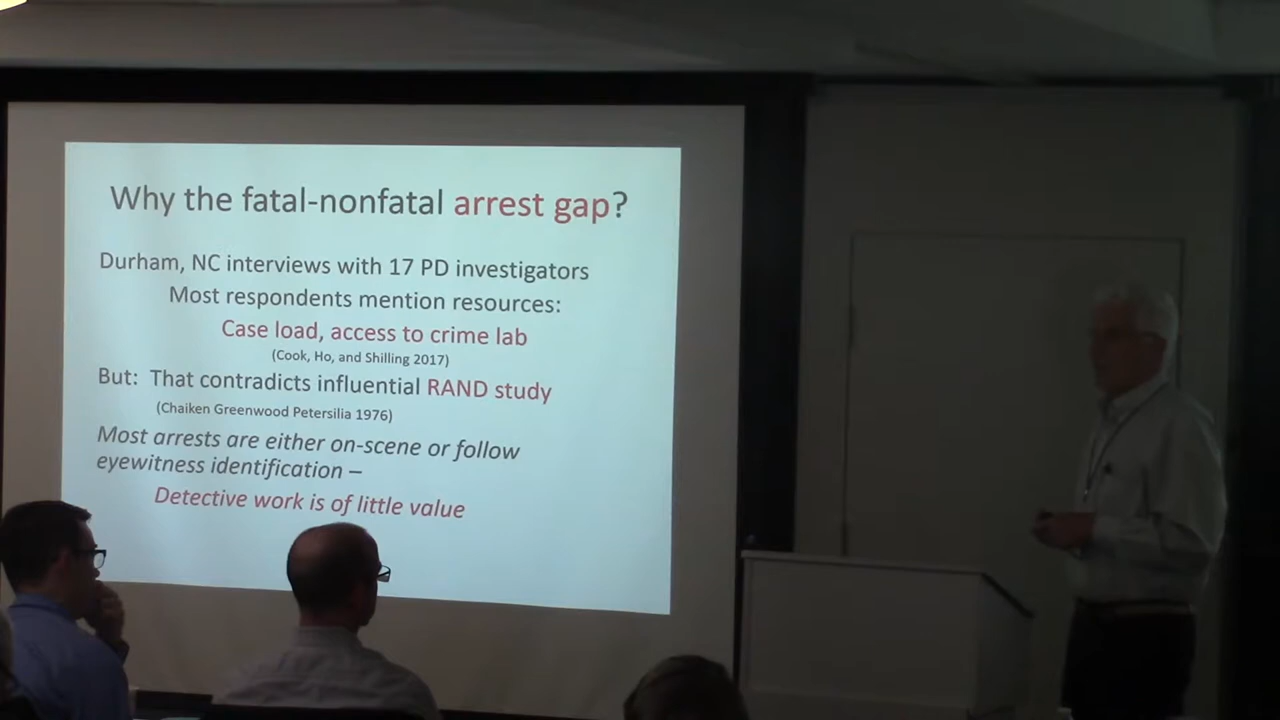 Why the fatal-nonfatal arrest gap?
Durham, NC interviews with 17 PD investigators
Most respondents mention resources:
Case load, access to crime lab
(Cook, Ho, and Shilling 2017)
But: That contradicts influential RAND study
(Chaiken Greenwood Petersilia 1976)
Most arrests are either on-scene or follow
eyewitness identification –
Detective work is of little value